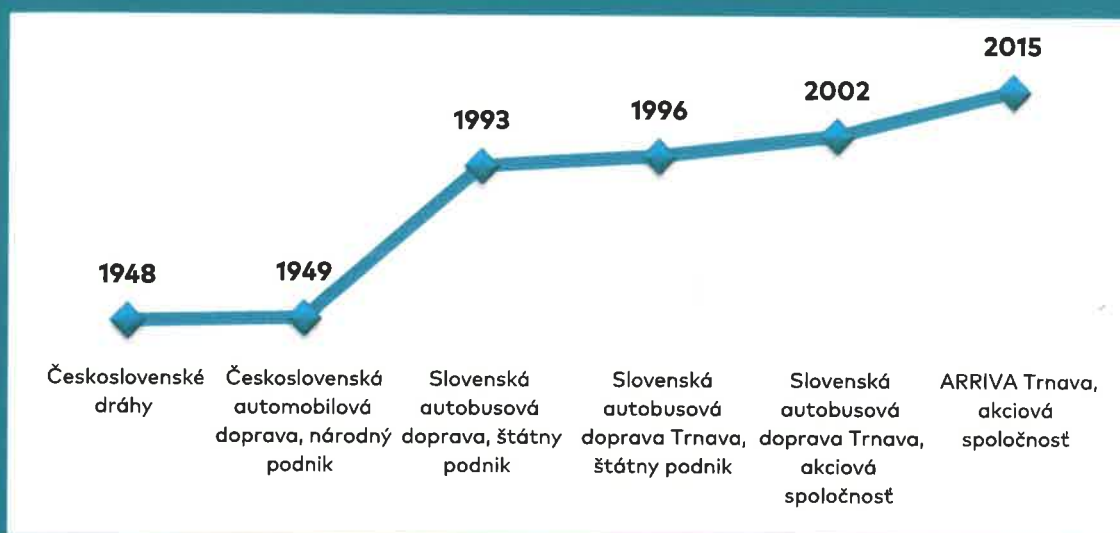 1948
1949
1993
1996
2002
2015
Československé
dráhy
Československá
automobilová
doprava, národný
podnik
Slovenská
autobusová
doprava, štátny
podnik
Slovenská
autobusová
doprava Trnava,
štátny podnik
Slovenská
autobusová
doprava Trnava,
akciová
spoločnosť
ARRIVA Trnava,
akciová
spoločnosť